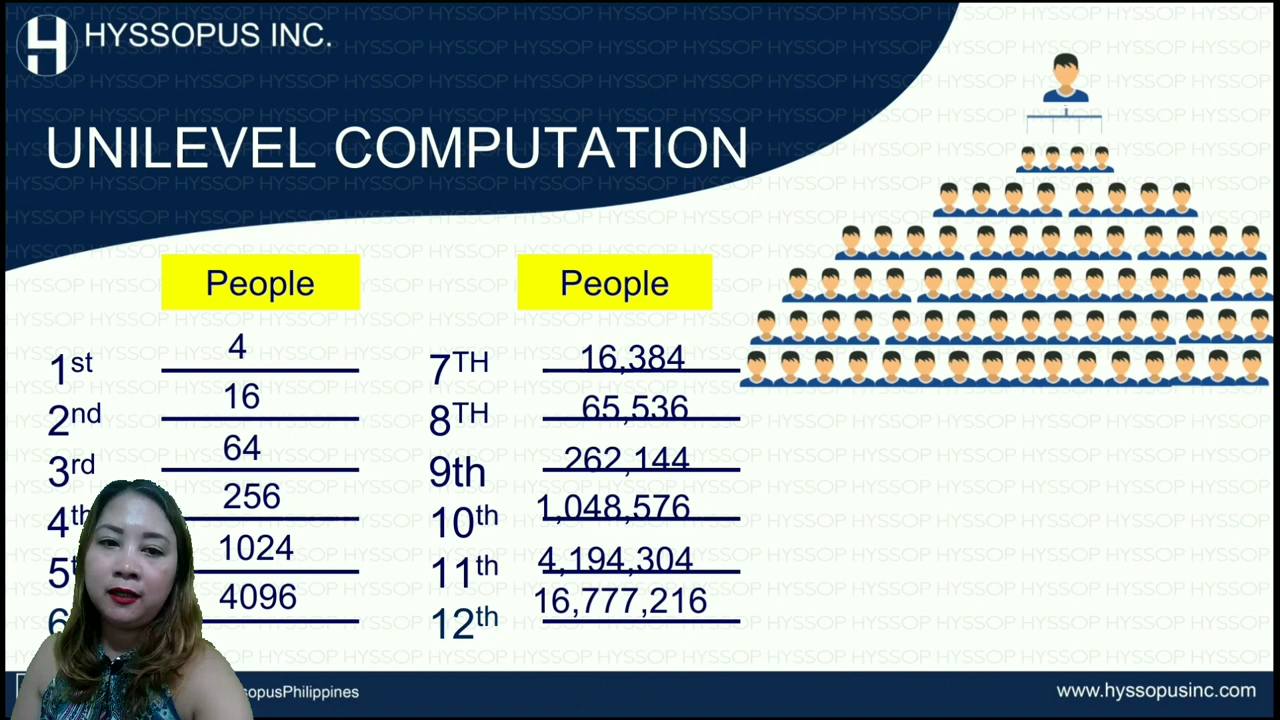 HYSSOPUS INC.
UNILEVEL COMPUTATION
People
People
1st 4
2nd 16
3rd 64
4th 256
1024
4096
7TH 16,384
8TH 65,536
9th 262,144
10th 1,048,576
11th 4,194,304
12th 16,777,216
sopusPhilippines
www.hyssopusinc.com